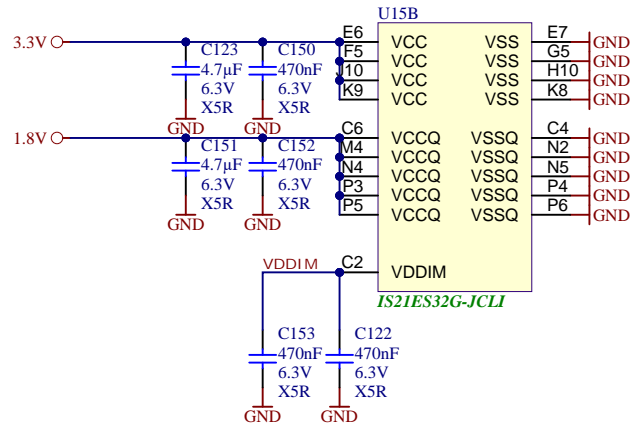 U15B
3.3V
E6 VCC VSS E7 GND
F5 VCC VSS G5 GND
J10 VCC VSS H10 GND
K9 VCC VSS K8 GND
C123 C150
4.7µF 470nF
6.3V 6.3V
X5R X5R
GND GND
1.8V
C6 VCCQ VSSQ C4 GND
M4 VCCQ VSSQ N2 GND
N4 VCCQ VSSQ N5 GND
P3 VCCQ VSSQ P4 GND
P5 VCCQ VSSQ P6 GND
C151 C152
4.7µF 470nF
6.3V 6.3V
X5R X5R
GND GND
VDDIM C2 VDDIM
IS21ES32G-JCLI
C153 C122
470nF 470nF
6.3V 6.3V
X5R X5R
GND GND